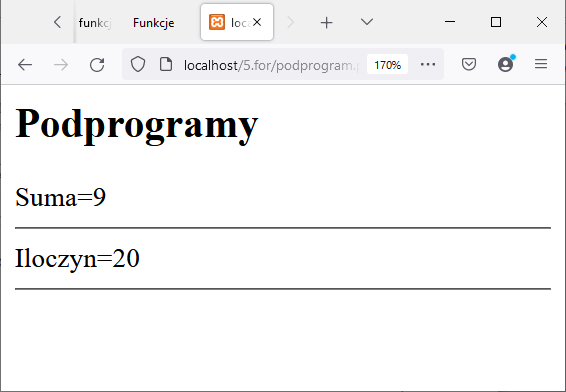 funkcj
Funkcje
loca
localhost/5.for/podprogram.p
170%
Podprogramy
Suma=9
Iloczyn=20